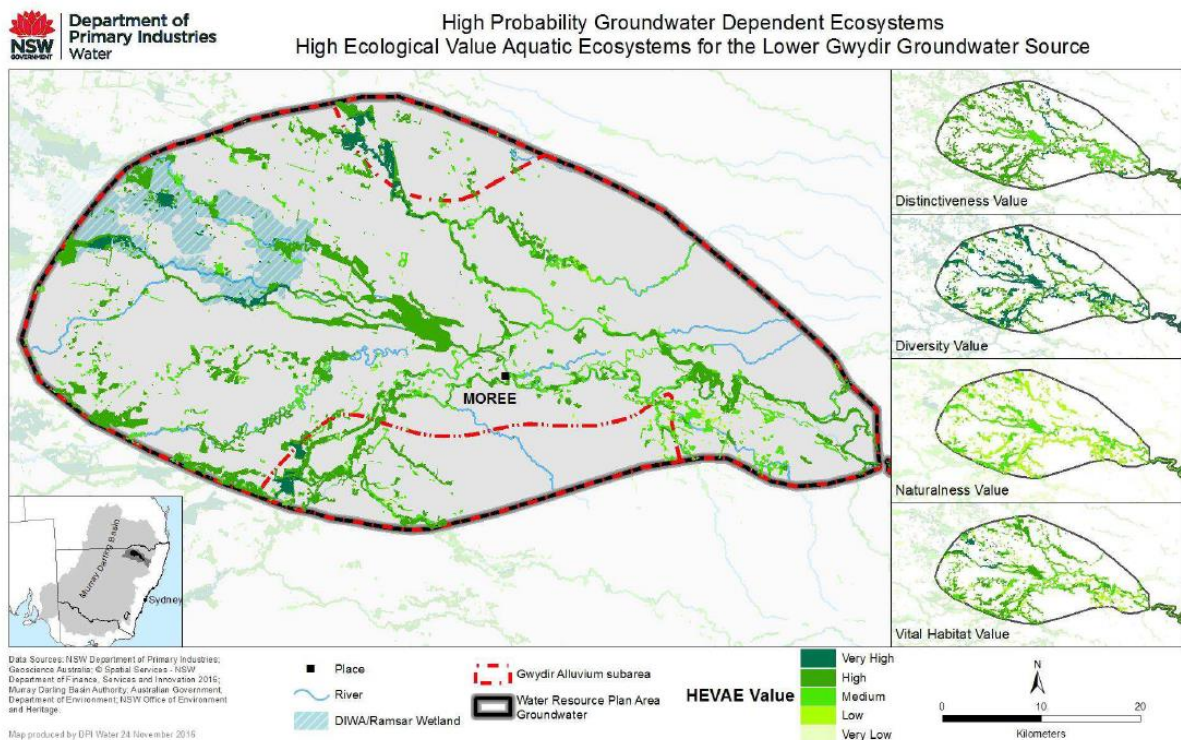 Department of
Primary Industries
Water
NSW
GOVERNMENT
High Probability Groundwater Dependent Ecosystems
High Ecological Value Aquatic Ecosystems for the Lower Gwydir Groundwater Source
MOREE
Distinctiveness Value
Diversity Value
Naturalness Value
Vital Habitat Value
Murray Darling Basin
Sydney
Data Sources: NSW Department of Primary Industries;
Geoscience Australia; © Spatial Services - NSW
Department of Finance, Services and Innovation 2016;
Murray Darling Basin Authority; Australian Government,
Department of Environment; NSW Office of Environment
and Heritage.
Map produced by DPI Water 24 November 2016
Place
River
DIWA/Ramsar Wetland
Gwydir Alluvium subarea
Water Resource Plan Area
Groundwater
HEVAE Value
Very High
High
Medium
Low
Very Low
N
0 10 20
Kilometers